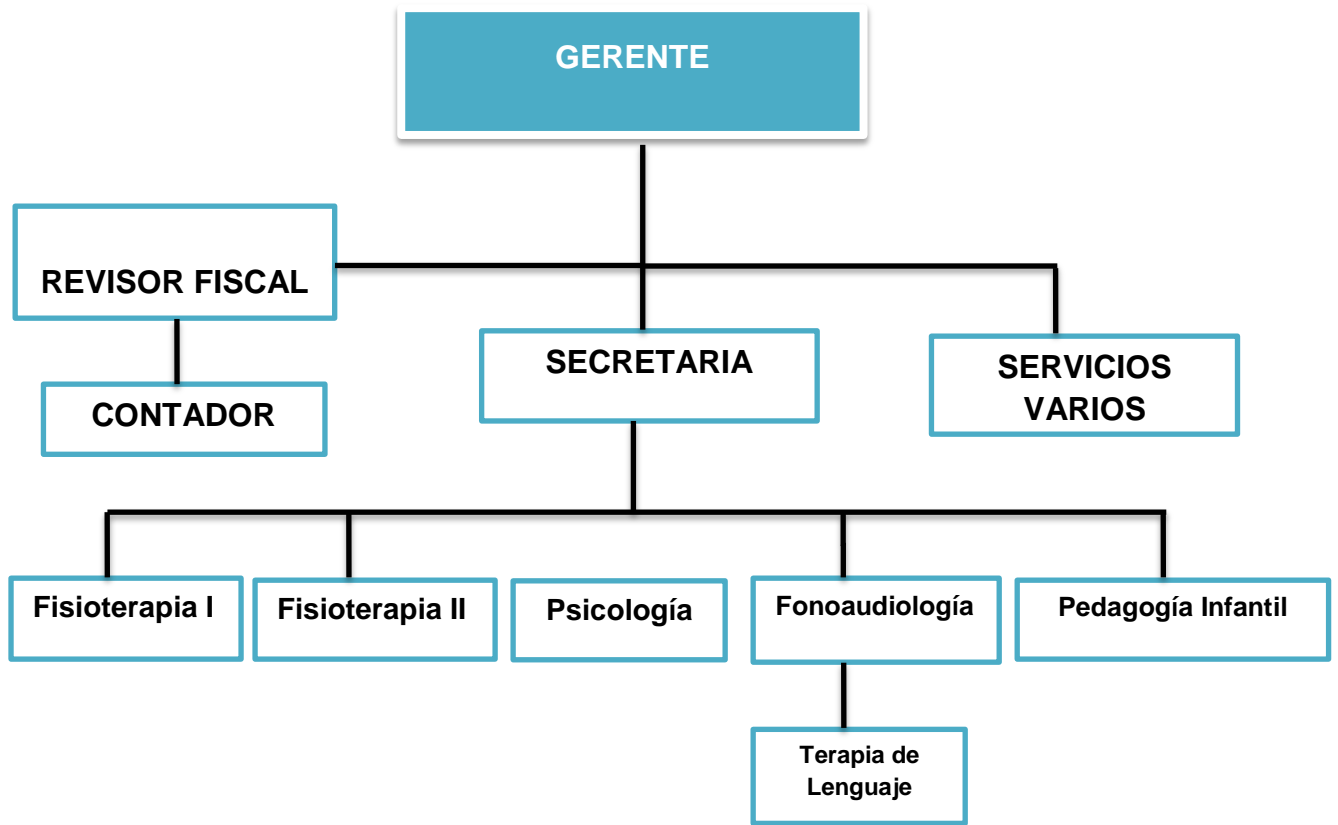 GERENTE
REVISOR FISCAL
SECRETARIA
SERVICIOS
VARIOS
CONTADOR
Fisioterapia I
Fisioterapia II
Psicología
Fonoaudiología
Pedagogía Infantil
Terapia de
Lenguaje